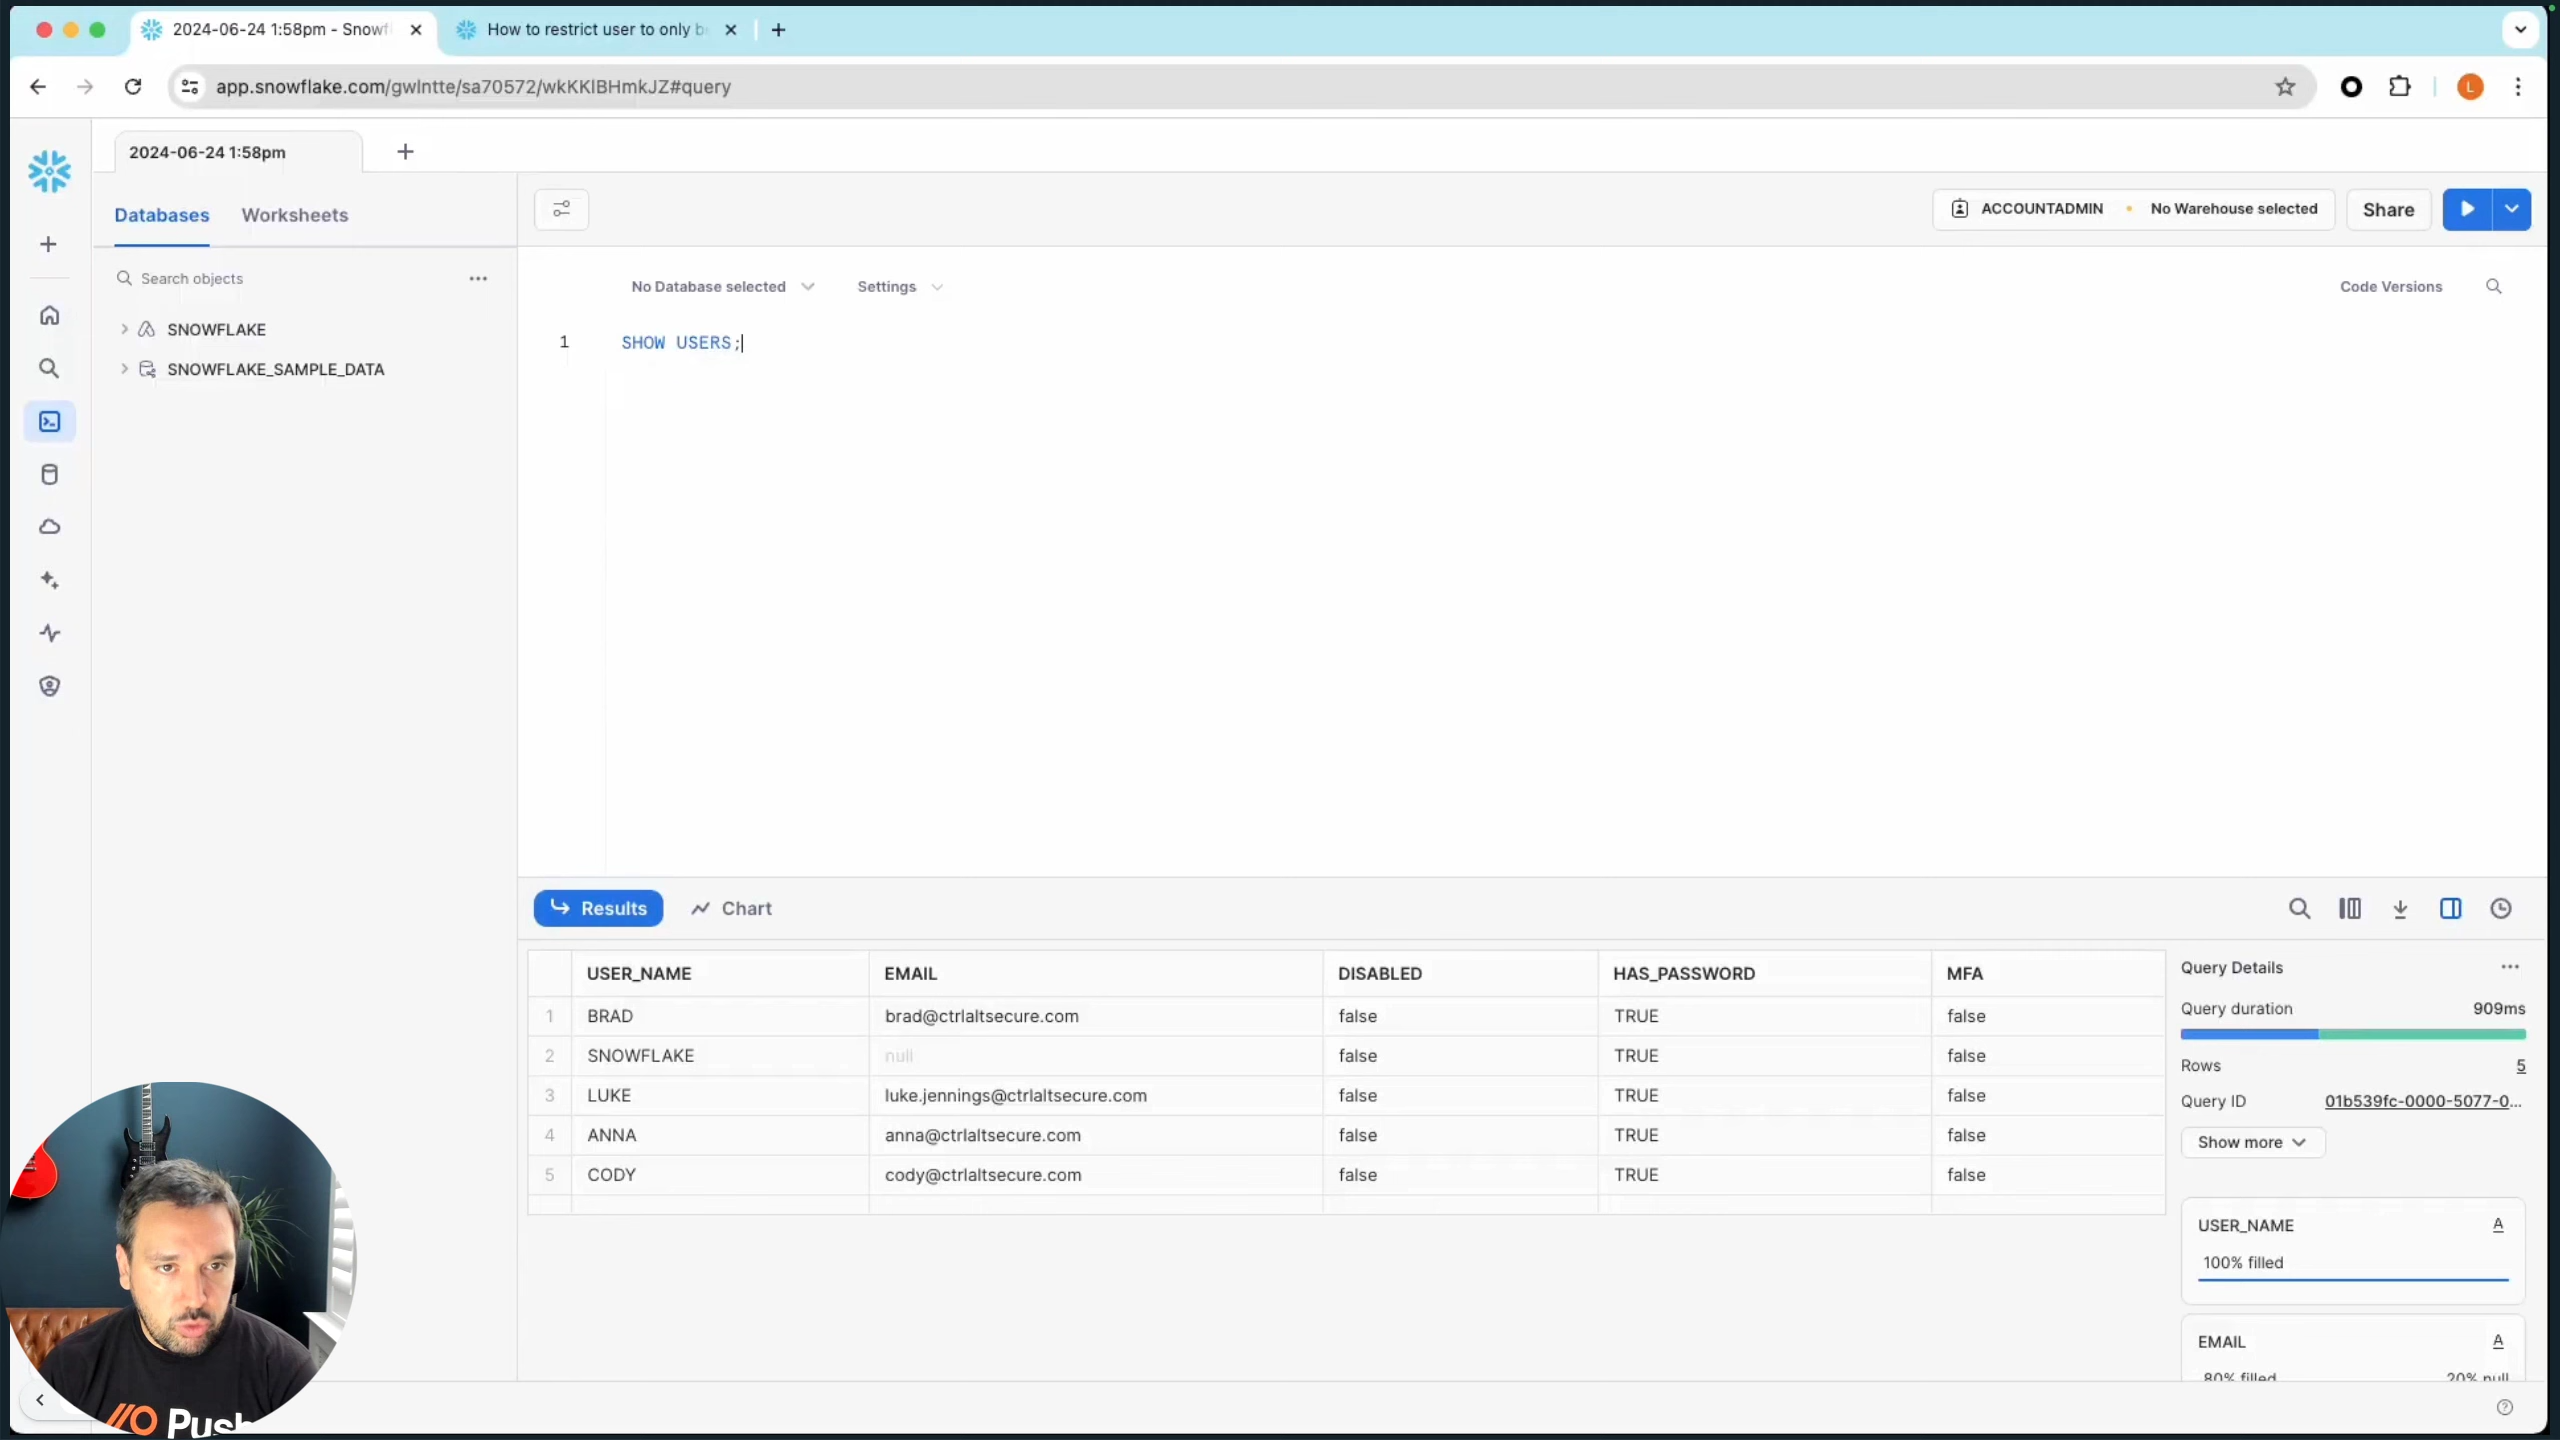 2024-06-24 1:58pm - Snowfl
How to restrict user to only b
app.snowflake.com/gwlntte/sa70572/wkKKlBHmkJZ#query
L
2024-06-24 1:58pm
Databases
Worksheets
ACCOUNTADMIN
No Warehouse selected
Share
Search objects
No Database selected
Settings
Code Versions
SNOWFLAKE
SNOWFLAKE_SAMPLE_DATA
1
SHOW USERS;
Results
Chart
USER_NAME EMAIL DISABLED HAS_PASSWORD MFA
1 BRAD brad@ctrlaltsecure.com false TRUE false
2 SNOWFLAKE null false TRUE false
3 LUKE luke.jennings@ctrlaltsecure.com false TRUE false
4 ANNA anna@ctrlaltsecure.com false TRUE false
5 CODY cody@ctrlaltsecure.com false TRUE false
Query Details
Query duration 909ms
Rows 5
Query ID 01b539fc-0000-5077-0...
Show more
USER_NAME A
100% filled
EMAIL A
80% filled 20% null
Push